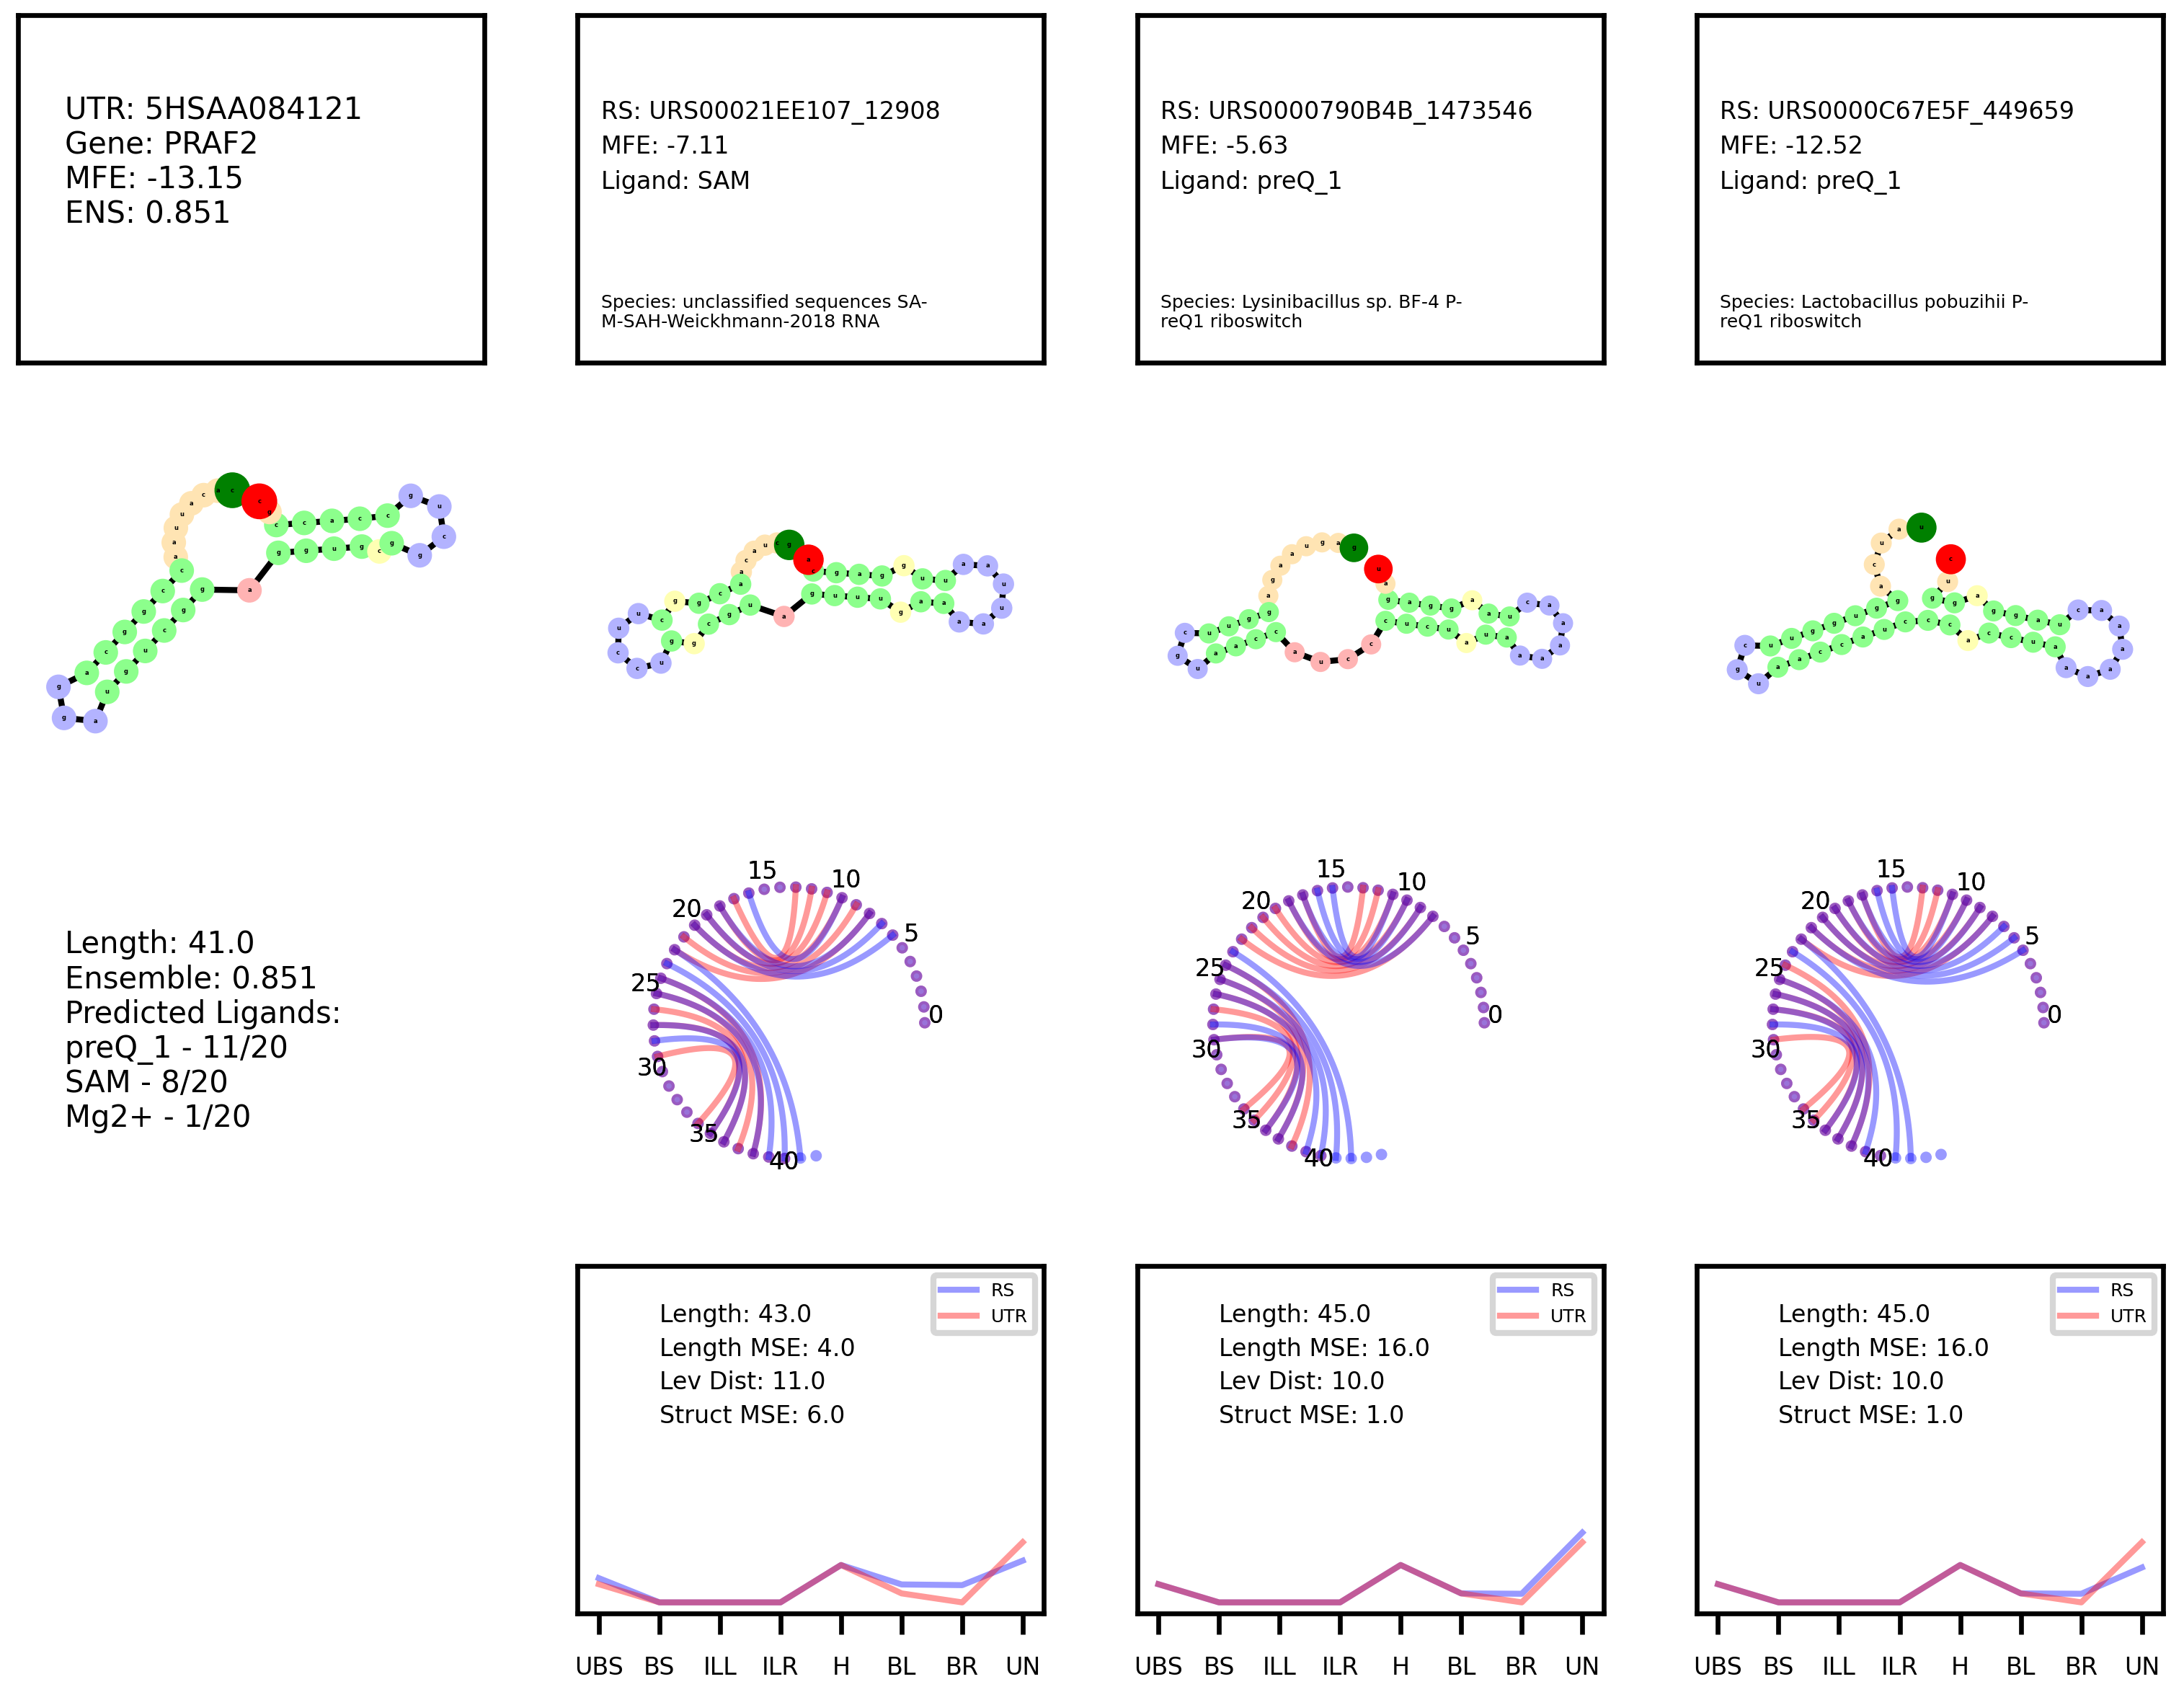 UTR: 5HSAA084121
Gene: PRAF2
MFE: -13.15
ENS: 0.851
RS: URS00021EE107_12908
MFE: -7.11
Ligand: SAM
Species: unclassified sequences SA-
M-SAH-Weickhmann-2018 RNA
RS: URS0000790B4B_1473546
MFE: -5.63
Ligand: preQ_1
Species: Lysinibacillus sp. BF-4 P-
reQ1 riboswitch
RS: URS0000C67E5F_449659
MFE: -12.52
Ligand: preQ_1
Species: Lactobacillus pobuzihii P-
reQ1 riboswitch
Length: 41.0
Ensemble: 0.851
Predicted Ligands:
preQ_1 - 11/20
SAM - 8/20
Mg2+ - 1/20
0
5
10
15
20
25
30
35
40
0
5
10
15
20
25
30
35
40
0
5
10
15
20
25
30
35
40
RS
UTR
Length: 43.0
Length MSE: 4.0
Lev Dist: 11.0
Struct MSE: 6.0
UBS BS ILL ILR H BL BR UN
RS
UTR
Length: 45.0
Length MSE: 16.0
Lev Dist: 10.0
Struct MSE: 1.0
UBS BS ILL ILR H BL BR UN
RS
UTR
Length: 45.0
Length MSE: 16.0
Lev Dist: 10.0
Struct MSE: 1.0
UBS BS ILL ILR H BL BR UN